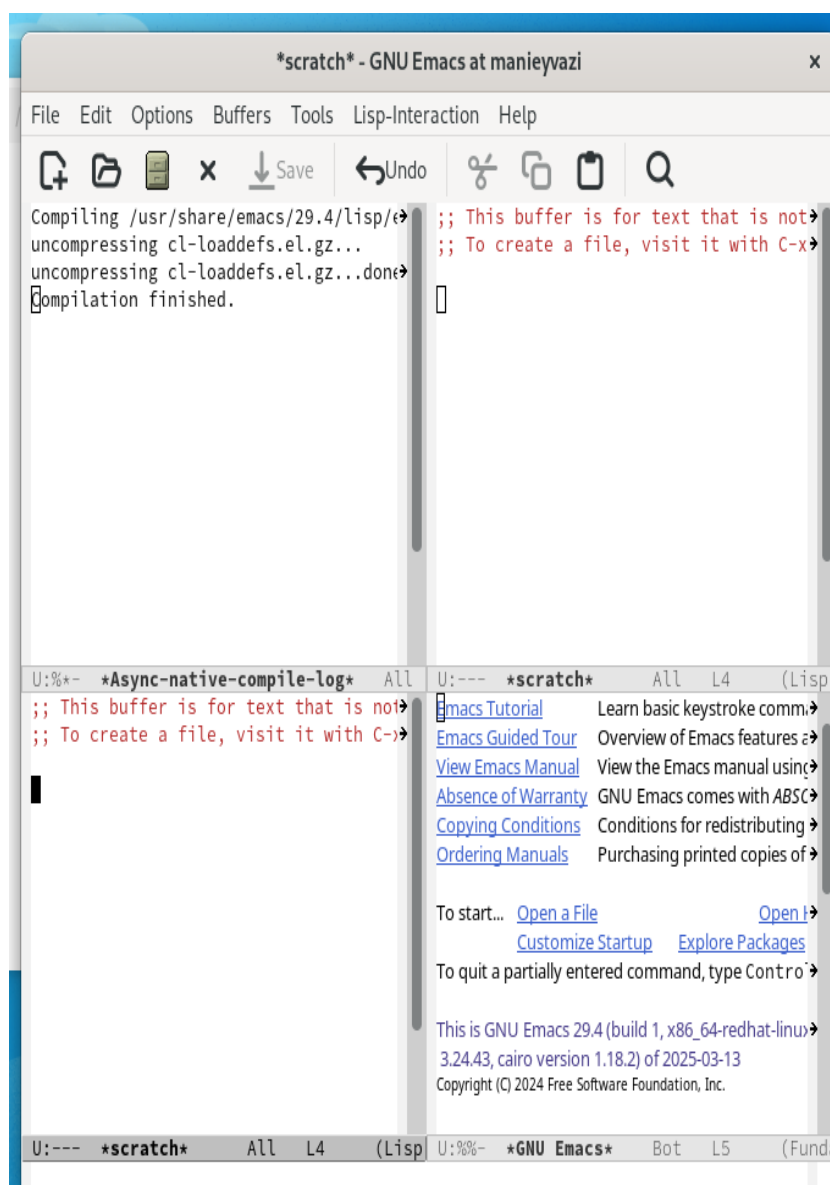 *scratch* - GNU Emacs at manieyvazi
File Edit Options Buffers Tools Lisp-Interaction Help
Save Undo
Compiling /usr/share/emacs/29.4/lisp/
uncompressing cl-loaddefs.el.gz...
uncompressing cl-loaddefs.el.gz...done
Compilation finished.
U:%*- *Async-native-compile-log* All
;; This buffer is for text that is not
;; To create a file, visit it with C-x
U:--- *scratch* All L4 (Lisp
;; This buffer is for text that is not
;; To create a file, visit it with C-
U:--- *scratch* All L4 (Lisp
Emacs Tutorial Learn basic keystroke comm
Emacs Guided Tour Overview of Emacs features
View Emacs Manual View the Emacs manual using
Absence of Warranty GNU Emacs comes with ABSO
Copying Conditions Conditions for redistributing
Ordering Manuals Purchasing printed copies of
To start... Open a File Open
Customize Startup Explore Packages
To quit a partially entered command, type Contro
This is GNU Emacs 29.4 (build 1, x86_64-redhat-linux
3.24.43, cairo version 1.18.2) of 2025-03-13
Copyright (C) 2024 Free Software Foundation, Inc.
U:%%- *GNU Emacs* Bot L5 (Fund